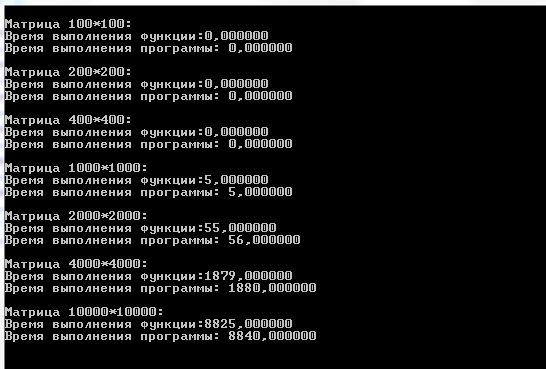 Матрица 100*100:
Время выполнения функции:0,000000
Время выполнения программы: 0,000000
Матрица 200*200:
Время выполнения функции:0,000000
Время выполнения программы: 0,000000
Матрица 400*400:
Время выполнения функции:0,000000
Время выполнения программы: 0,000000
Матрица 1000*1000:
Время выполнения функции:5,000000
Время выполнения программы: 5,000000
Матрица 2000*2000:
Время выполнения функции:55,000000
Время выполнения программы: 56,000000
Матрица 4000*4000:
Время выполнения функции:1879,000000
Время выполнения программы: 1880,000000
Матрица 10000*10000:
Время выполнения функции:8825,000000
Время выполнения программы: 8840,000000